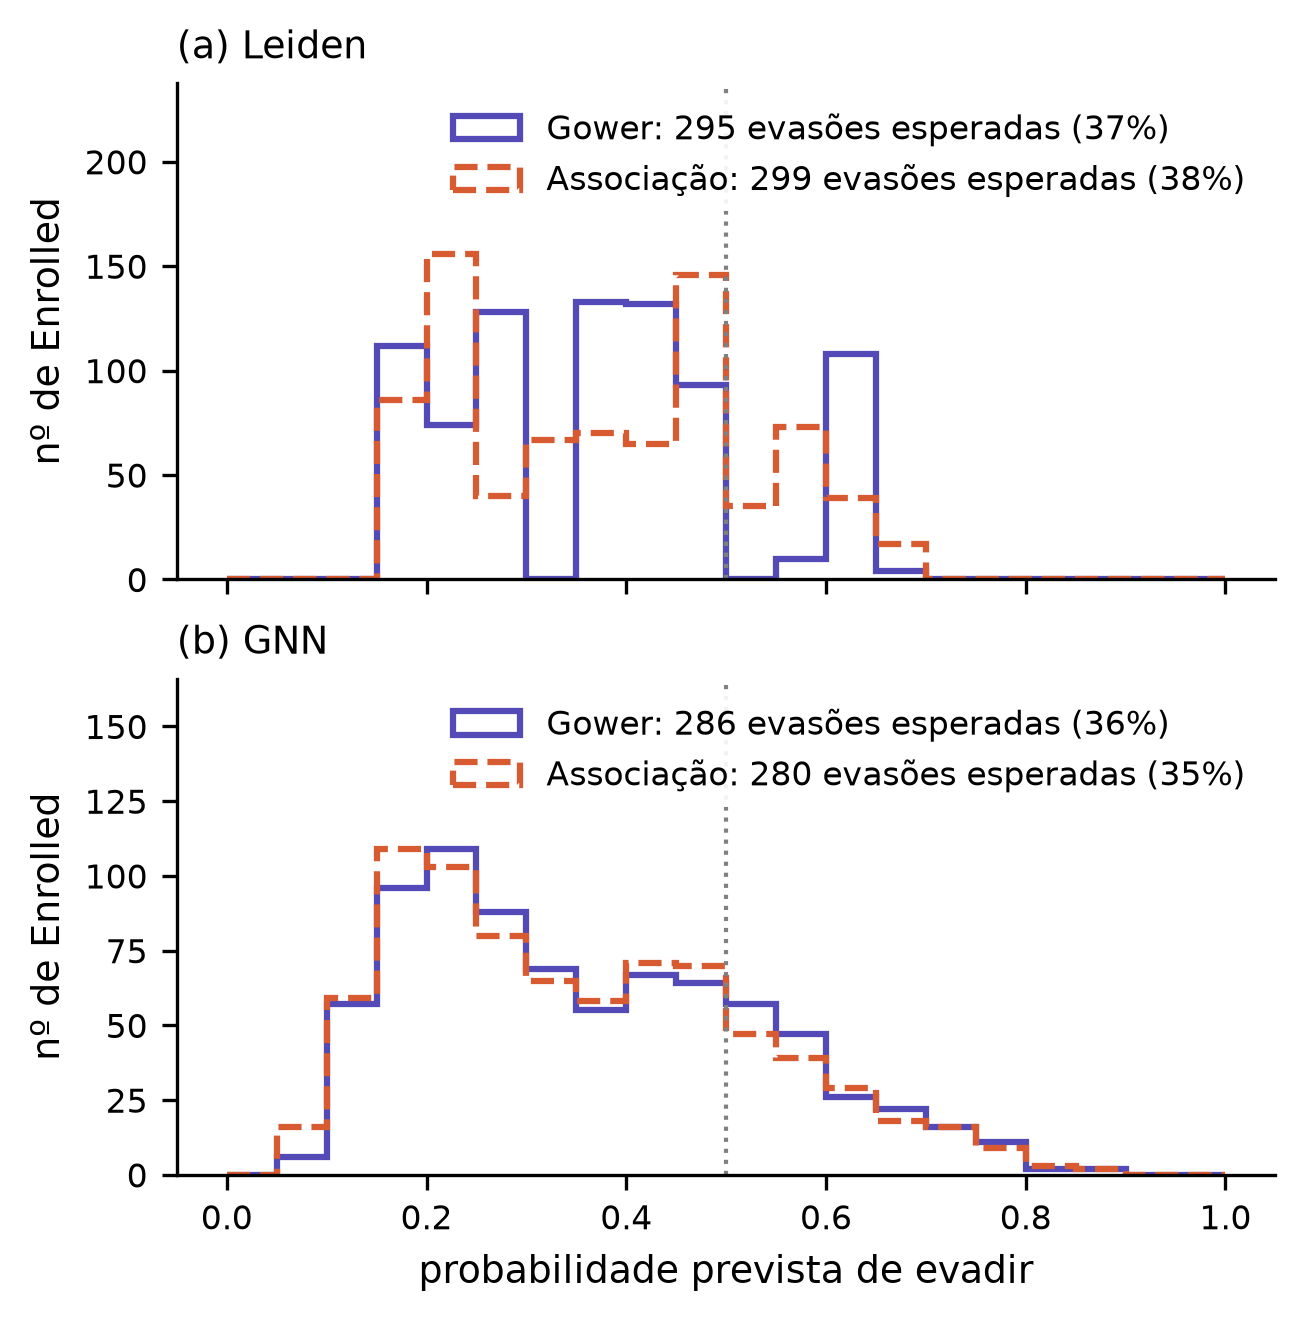 (a) Leiden
Gower: 295 evasões esperadas (37%)
Associação: 299 evasões esperadas (38%)
nº de Enrolled
200
150
100
50
0
(b) GNN
Gower: 286 evasões esperadas (36%)
Associação: 280 evasões esperadas (35%)
nº de Enrolled
150
125
100
75
50
25
0
0.0 0.2 0.4 0.6 0.8 1.0
probabilidade prevista de evadir